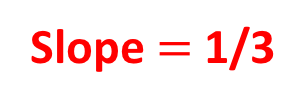 Slope = 1/3